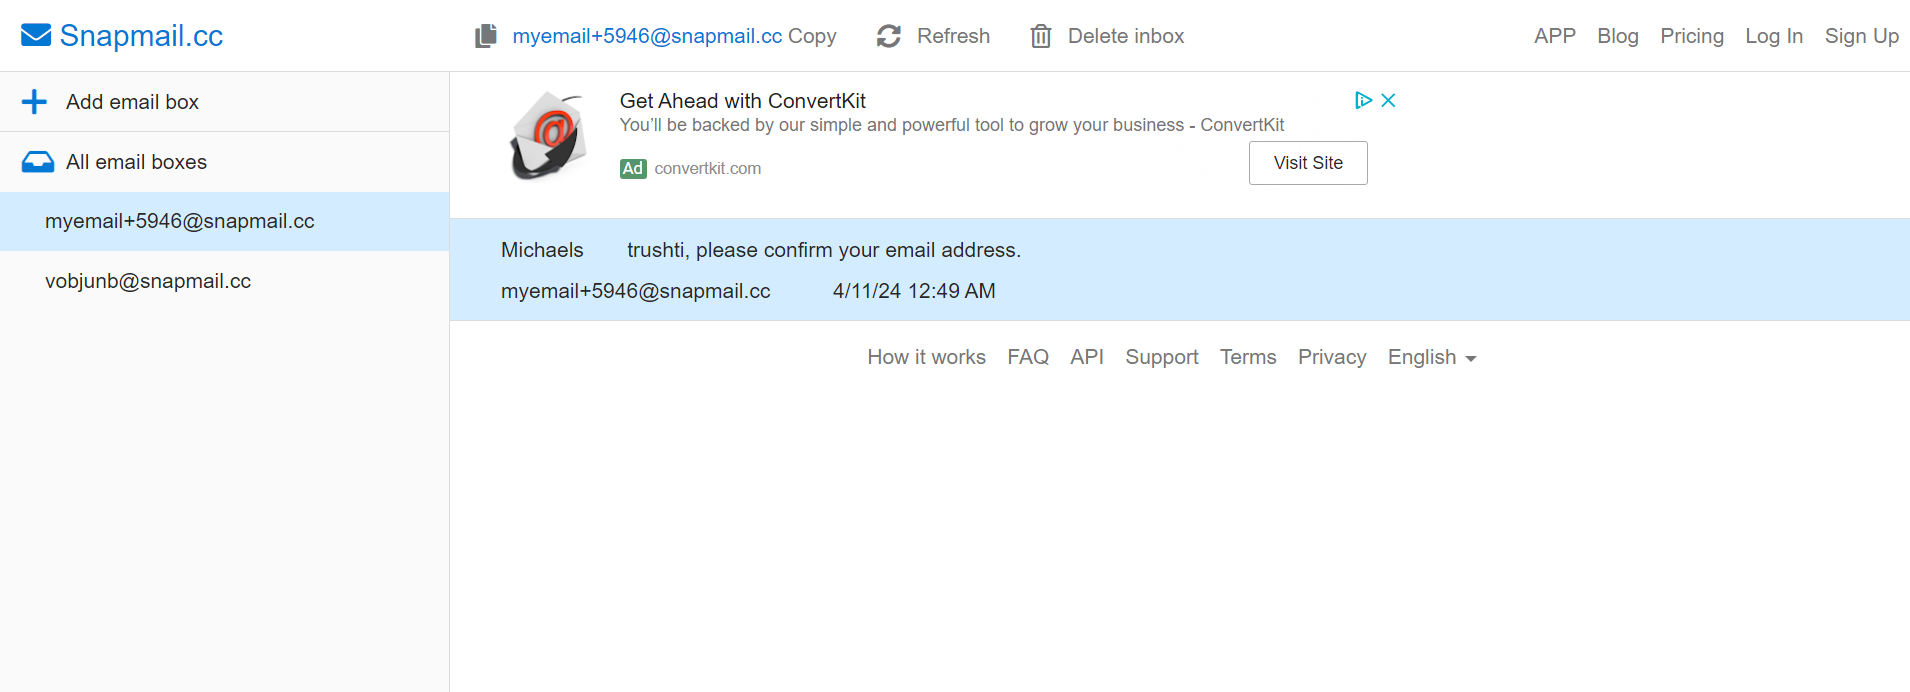 Snapmail.cc
myemail+5946@snapmail.cc Copy
Refresh
Delete inbox
APP Blog Pricing Log In Sign Up
Add email box
All email boxes
myemail+5946@snapmail.cc
vobjunb@snapmail.cc
@
Get Ahead with ConvertKit
You’ll be backed by our simple and powerful tool to grow your business - ConvertKit
Ad convertkit.com
Visit Site
Michaels trushti, please confirm your email address.
myemail+5946@snapmail.cc 4/11/24 12:49 AM
How it works FAQ API Support Terms Privacy English